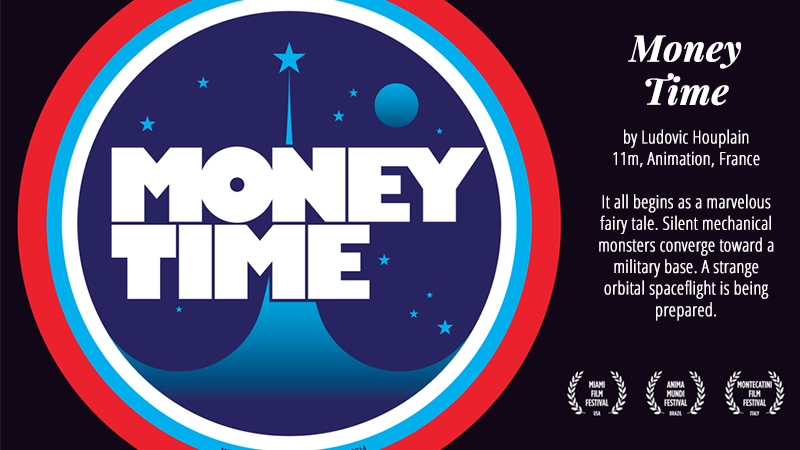 MONEY
TIME
Money
Time
by Ludovic Houplain
11m, Animation, France
It all begins as a marvelous
fairy tale. Silent mechanical
monsters converge toward a
military base. A strange
orbital spaceflight is being
prepared.
MIAMI
FILM
FESTIVAL
USA
ANIMA
MUNDI
FESTIVAL
BRAZIL
MONTECATINI
FILM
FESTIVAL
ITALY